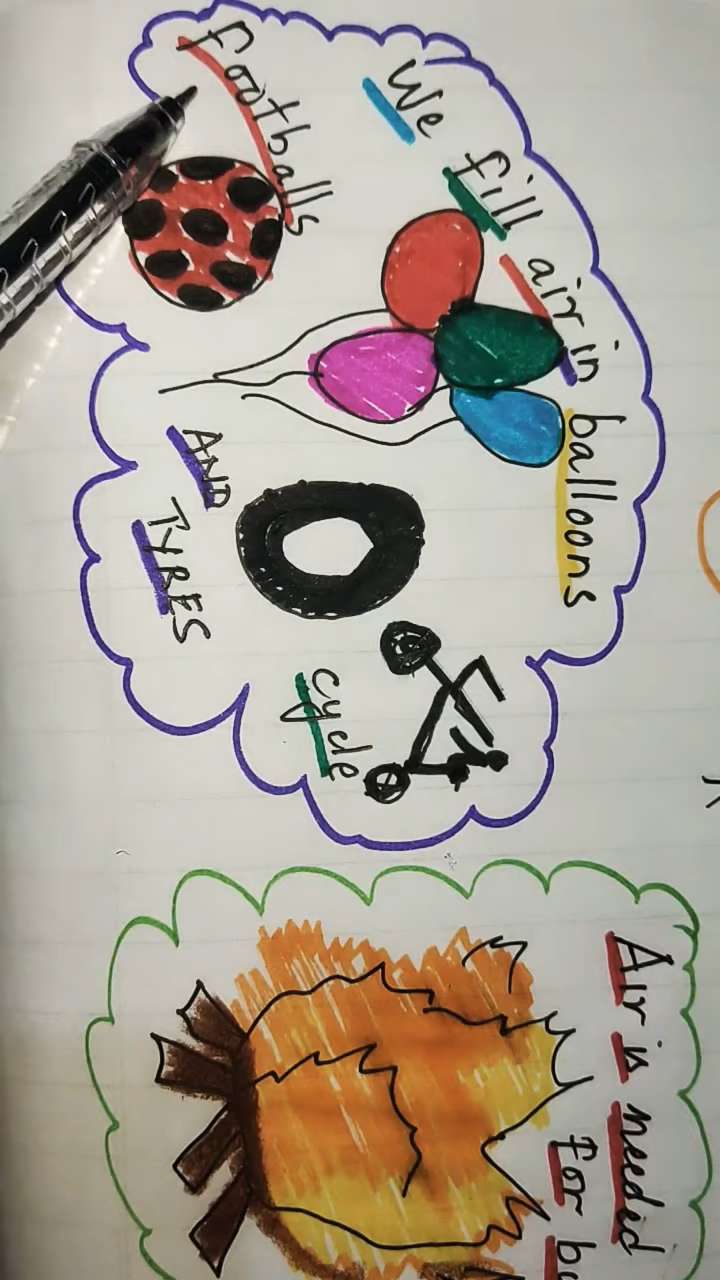 We fill air in balloons
footballs
AND
TYRES
cycle
Air is needed
for